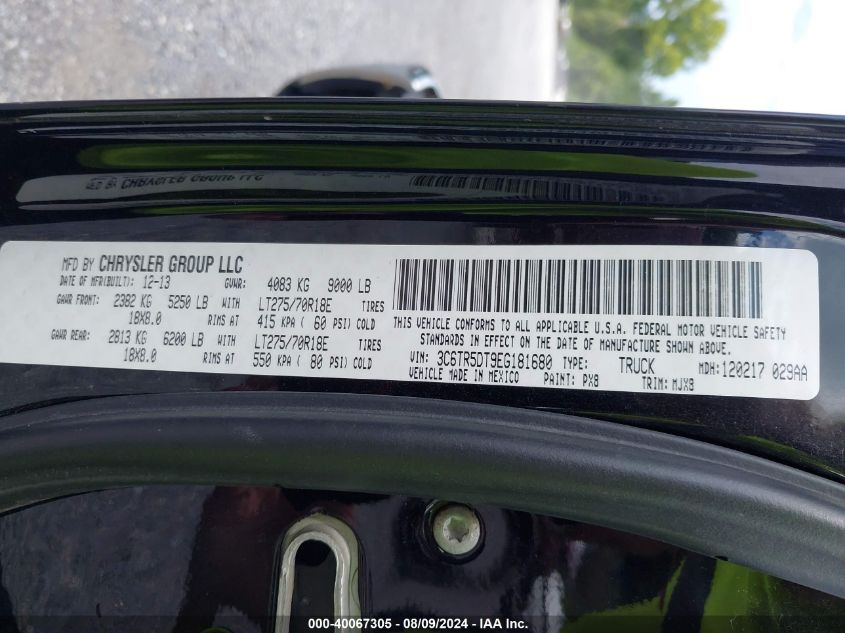 MFD BY CHRYSLER GROUP LLC
DATE OF MFR(BUILT): 12-13 GVWR: 4083 KG 9000 LB
GAWR FRONT: 2382 KG 5250 LB WITH LT275/70R18E TIRES
18X8.0 RIMS AT 415 KPA ( 60 PSI) COLD
GAWR REAR: 2813 KG 6200 LB WITH LT275/70R18E TIRES
18X8.0 RIMS AT 550 KPA ( 80 PSI) COLD
THIS VEHICLE CONFORMS TO ALL APPLICABLE U.S.A. FEDERAL MOTOR VEHICLE SAFETY
STANDARDS IN EFFECT ON THE DATE OF MANUFACTURE SHOWN ABOVE.
VIN: 3C6TR5DT9EG181680 TYPE: TRUCK MDH: 120217 029AA
VEHICLE MADE IN MEXICO PAINT: PX8 TRIM: MJX9
000-40067305 - 08/09/2024 - IAA Inc.